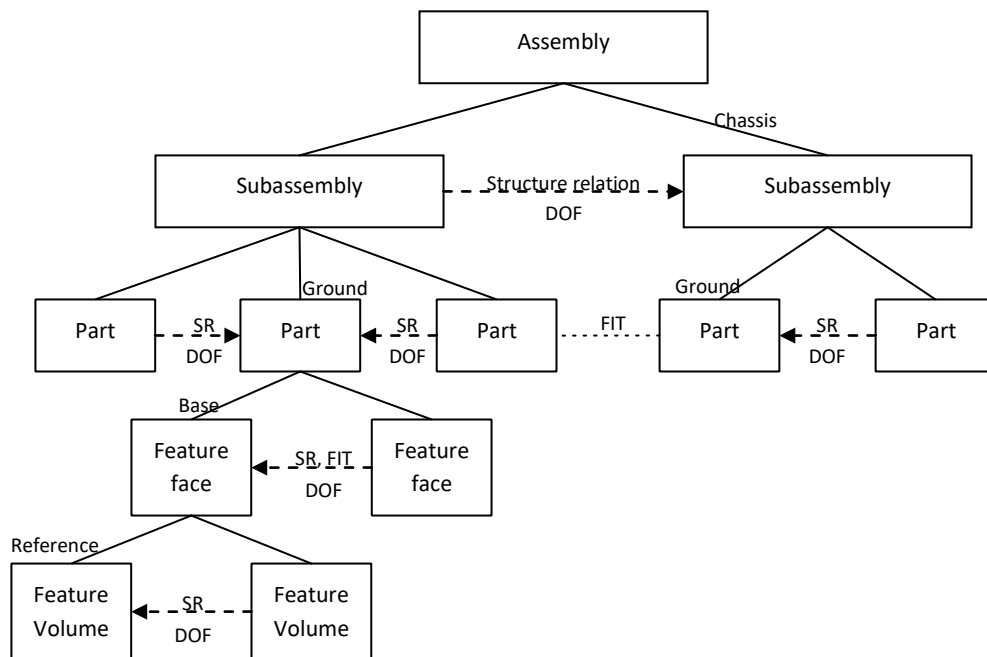 Assembly
Chassis
Subassembly
Structure relation
DOF
Subassembly
Ground
Ground
Part
SR
DOF
Part
SR
DOF
Part
FIT
Part
SR
DOF
Part
Base
Feature
face
SR, FIT
DOF
Feature
face
Reference
Feature
Volume
SR
DOF
Feature
Volume